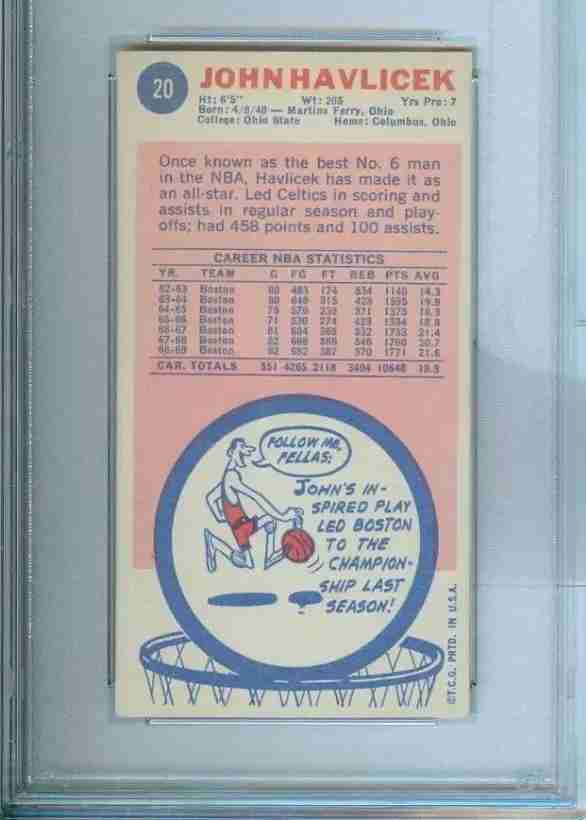 20
JOHN HAVLICEK
Ht: 6'5" Wt: 205 Yrs Pro: 7
Born: 4/8/40 — Martins Ferry, Ohio
College: Ohio State Home: Columbus, Ohio
Once known as the best No. 6 man
in the NBA, Havlicek has made it as
an all-star. Led Celtics in scoring and
assists in regular season and play-
offs; had 458 points and 100 assists.
CAREER NBA STATISTICS
YR. TEAM G FG FT REB PTS AVG
62-63 Boston 80 483 174 534 1140 14.3
63-64 Boston 80 640 315 428 1595 19.9
64-65 Boston 75 570 235 371 1375 18.3
65-66 Boston 71 530 274 423 1334 18.8
66-67 Boston 81 684 365 532 1733 21.4
67-68 Boston 82 666 368 546 1700 20.7
68-69 Boston 82 692 387 570 1771 21.6
CAR. TOTALS 551 4265 2118 3404 10648 19.3
FOLLOW ME,
FELLAS!
JOHN'S IN-
SPIRED PLAY
LED BOSTON
TO THE
CHAMPION-
SHIP LAST
SEASON!
©T.C.G. PRTD. IN U.S.A.